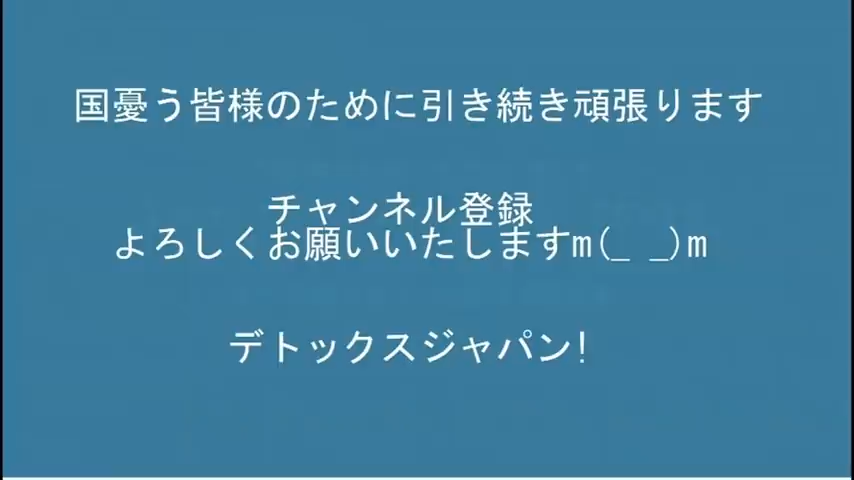 国憂う皆様のために引き続き頑張ります
チャンネル登録
よろしくお願いいたしますm(_ _)m
デトックスジャパン!